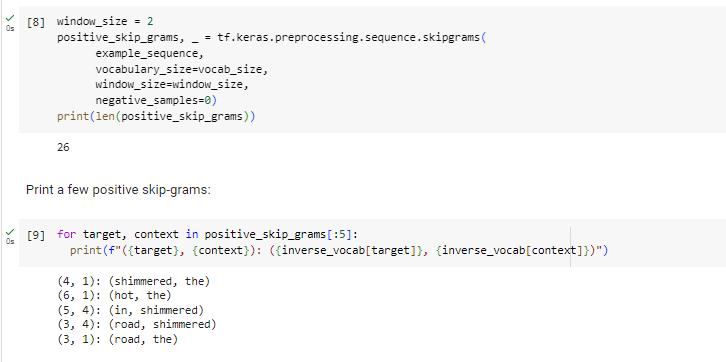 [8] window_size = 2
positive_skip_grams, _ = tf.keras.preprocessing.sequence.skipgrams(
example_sequence,
vocabulary_size=vocab_size,
window_size=window_size,
negative_samples=0)
print(len(positive_skip_grams))
0s
26
Print a few positive skip-grams:
[9] for target, context in positive_skip_grams[:5]:
print(f"({target}, {context}): ({inverse_vocab[target]}, {inverse_vocab[context]})")
0s
(4, 1): (shimmered, the)
(6, 1): (hot, the)
(5, 4): (in, shimmered)
(3, 4): (road, shimmered)
(3, 1): (road, the)